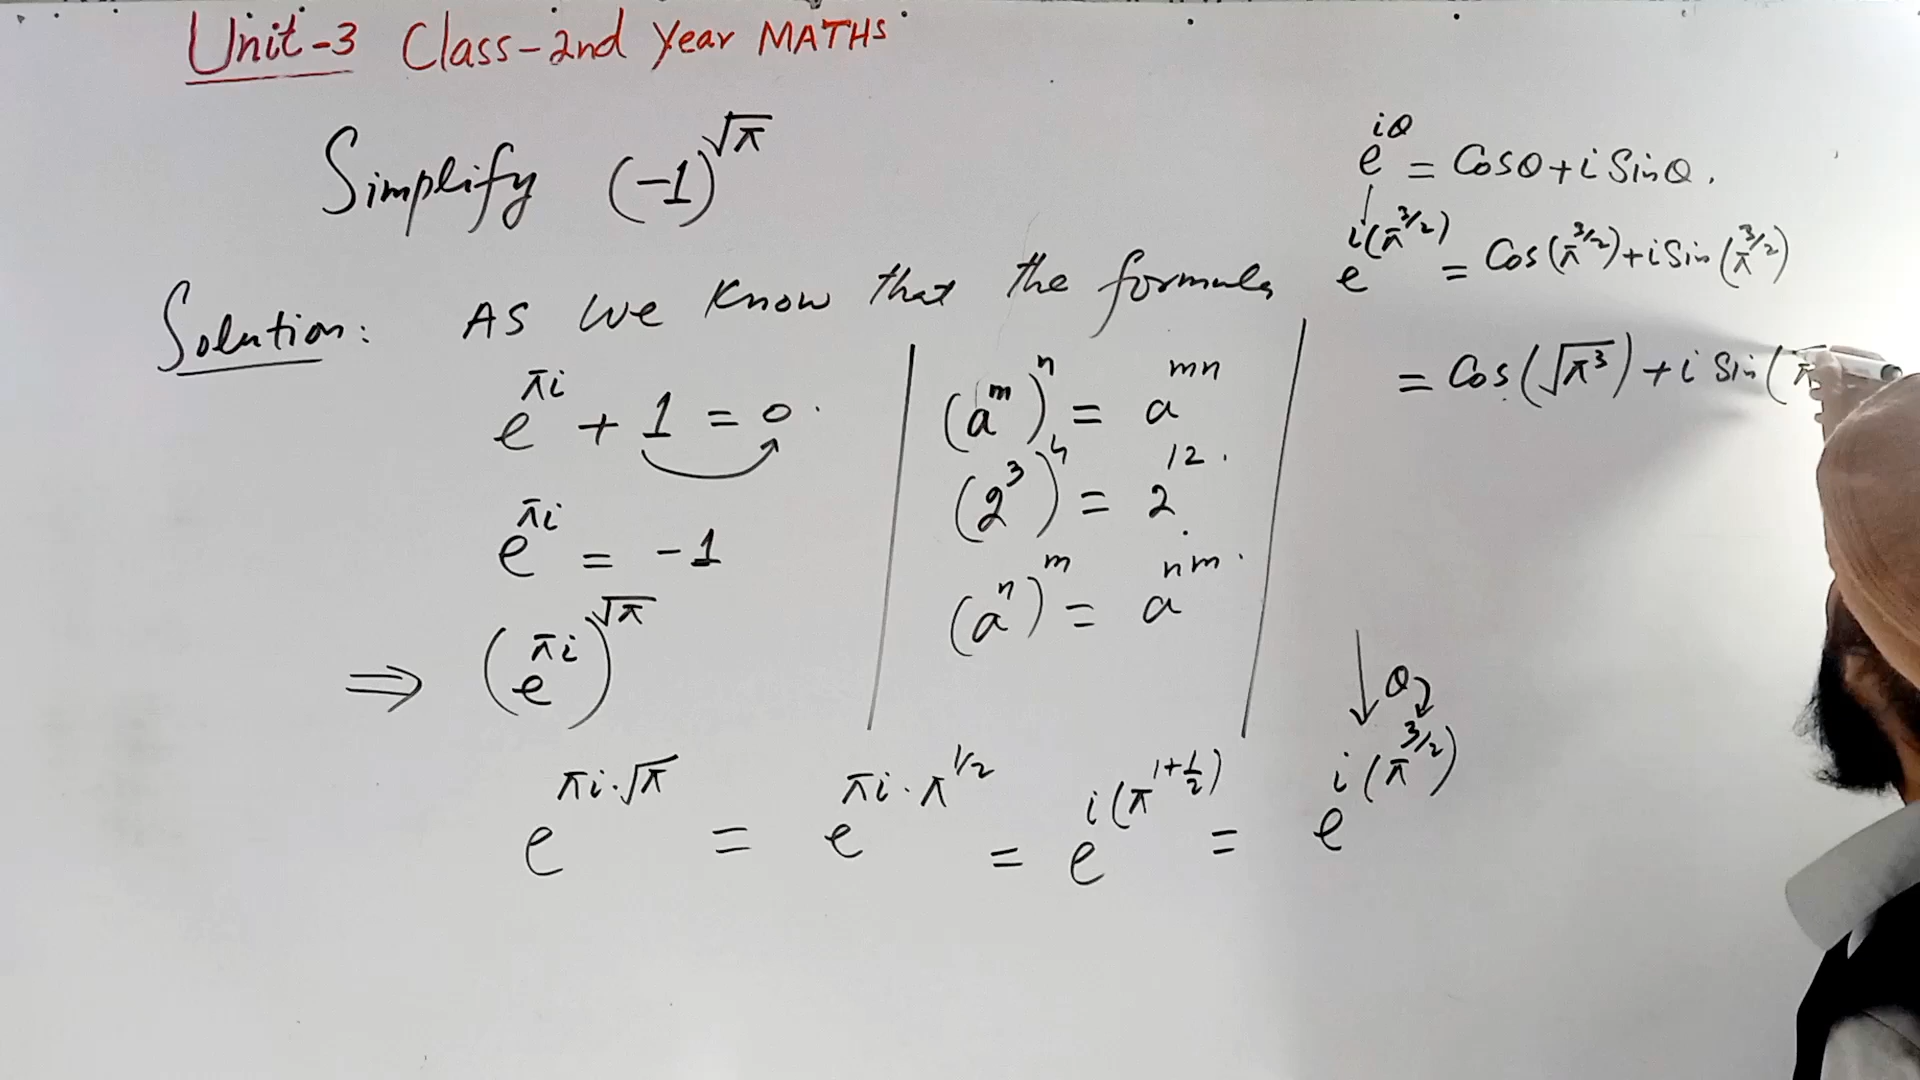 Unit-3 Class-2nd Year MATHS
Simplify (-1)^√π
Solution: As we know that the formula
e^πi + 1 = 0.
e^πi = -1
⇒ (e^πi)^√π
(a^m)^n = a^mn
(2^3)^4 = 2^12.
(a^n)^m = a^nm.
e^iθ = Cosθ + i Sinθ.
e^i(π^3/2) = Cos(π^3/2) + i Sin(π^3/2)
= Cos(√π^3) + i Sin(π
θ
e^πi.√π = e^πi.π^1/2 = e^i(π^1+1/2) = e^i(π^3/2)